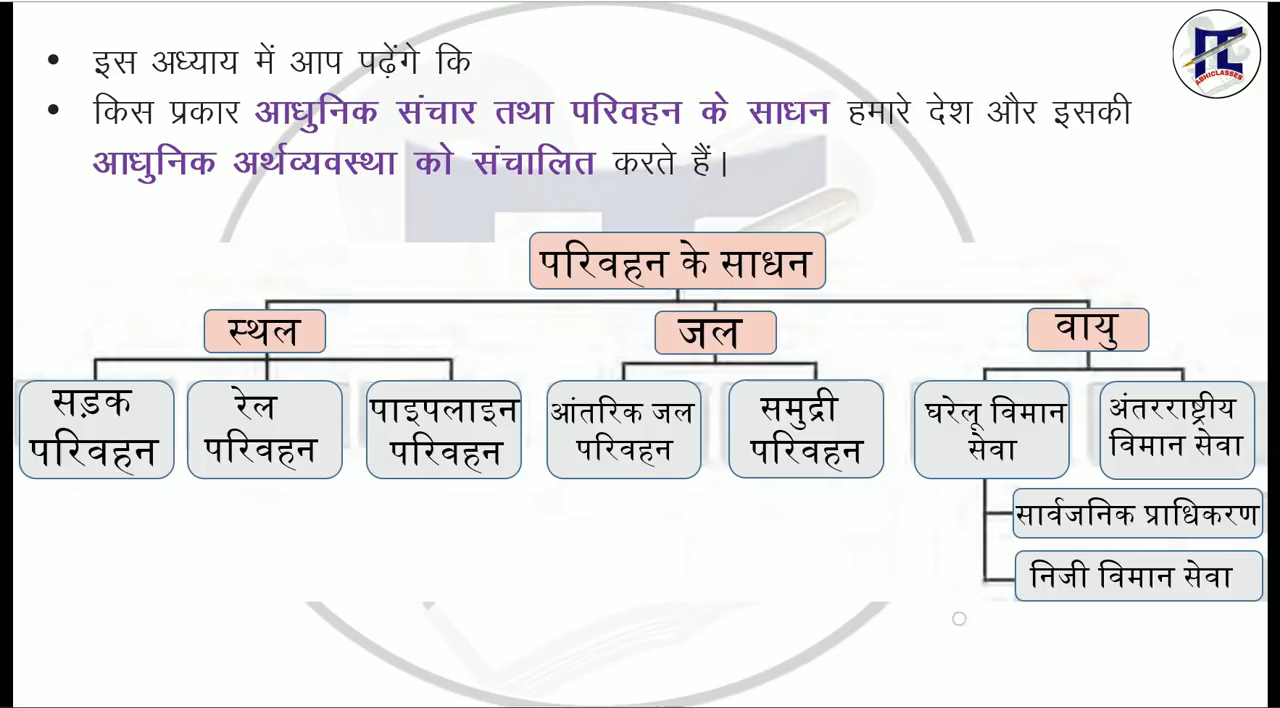 ABHICLASSES
• इस अध्याय में आप पढ़ेंगे कि
• किस प्रकार आधुनिक संचार तथा परिवहन के साधन हमारे देश और इसकी
आधुनिक अर्थव्यवस्था को संचालित करते हैं।
परिवहन के साधन
स्थल
जल
वायु
सड़क
परिवहन
रेल
परिवहन
पाइपलाइन
परिवहन
आंतरिक जल
परिवहन
समुद्री
परिवहन
घरेलू विमान
सेवा
अंतरराष्ट्रीय
विमान सेवा
सार्वजनिक प्राधिकरण
निजी विमान सेवा